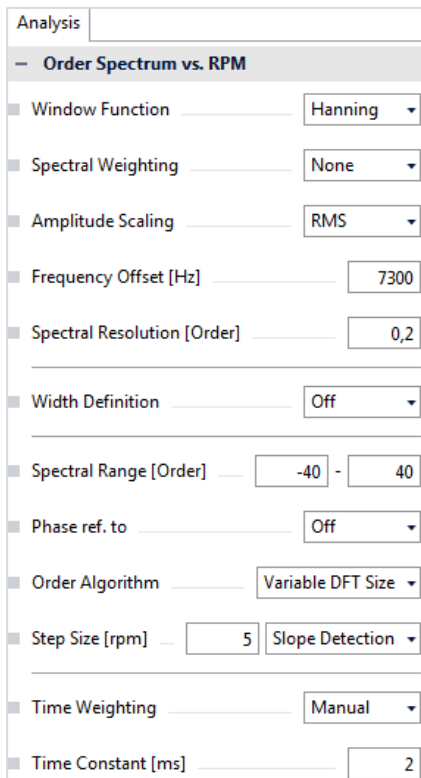 Analysis
− Order Spectrum vs. RPM
Window Function Hanning
Spectral Weighting None
Amplitude Scaling RMS
Frequency Offset [Hz] 7300
Spectral Resolution [Order] 0,2
Width Definition Off
Spectral Range [Order] -40 - 40
Phase ref. to Off
Order Algorithm Variable DFT Size
Step Size [rpm] 5 Slope Detection
Time Weighting Manual
Time Constant [ms] 2